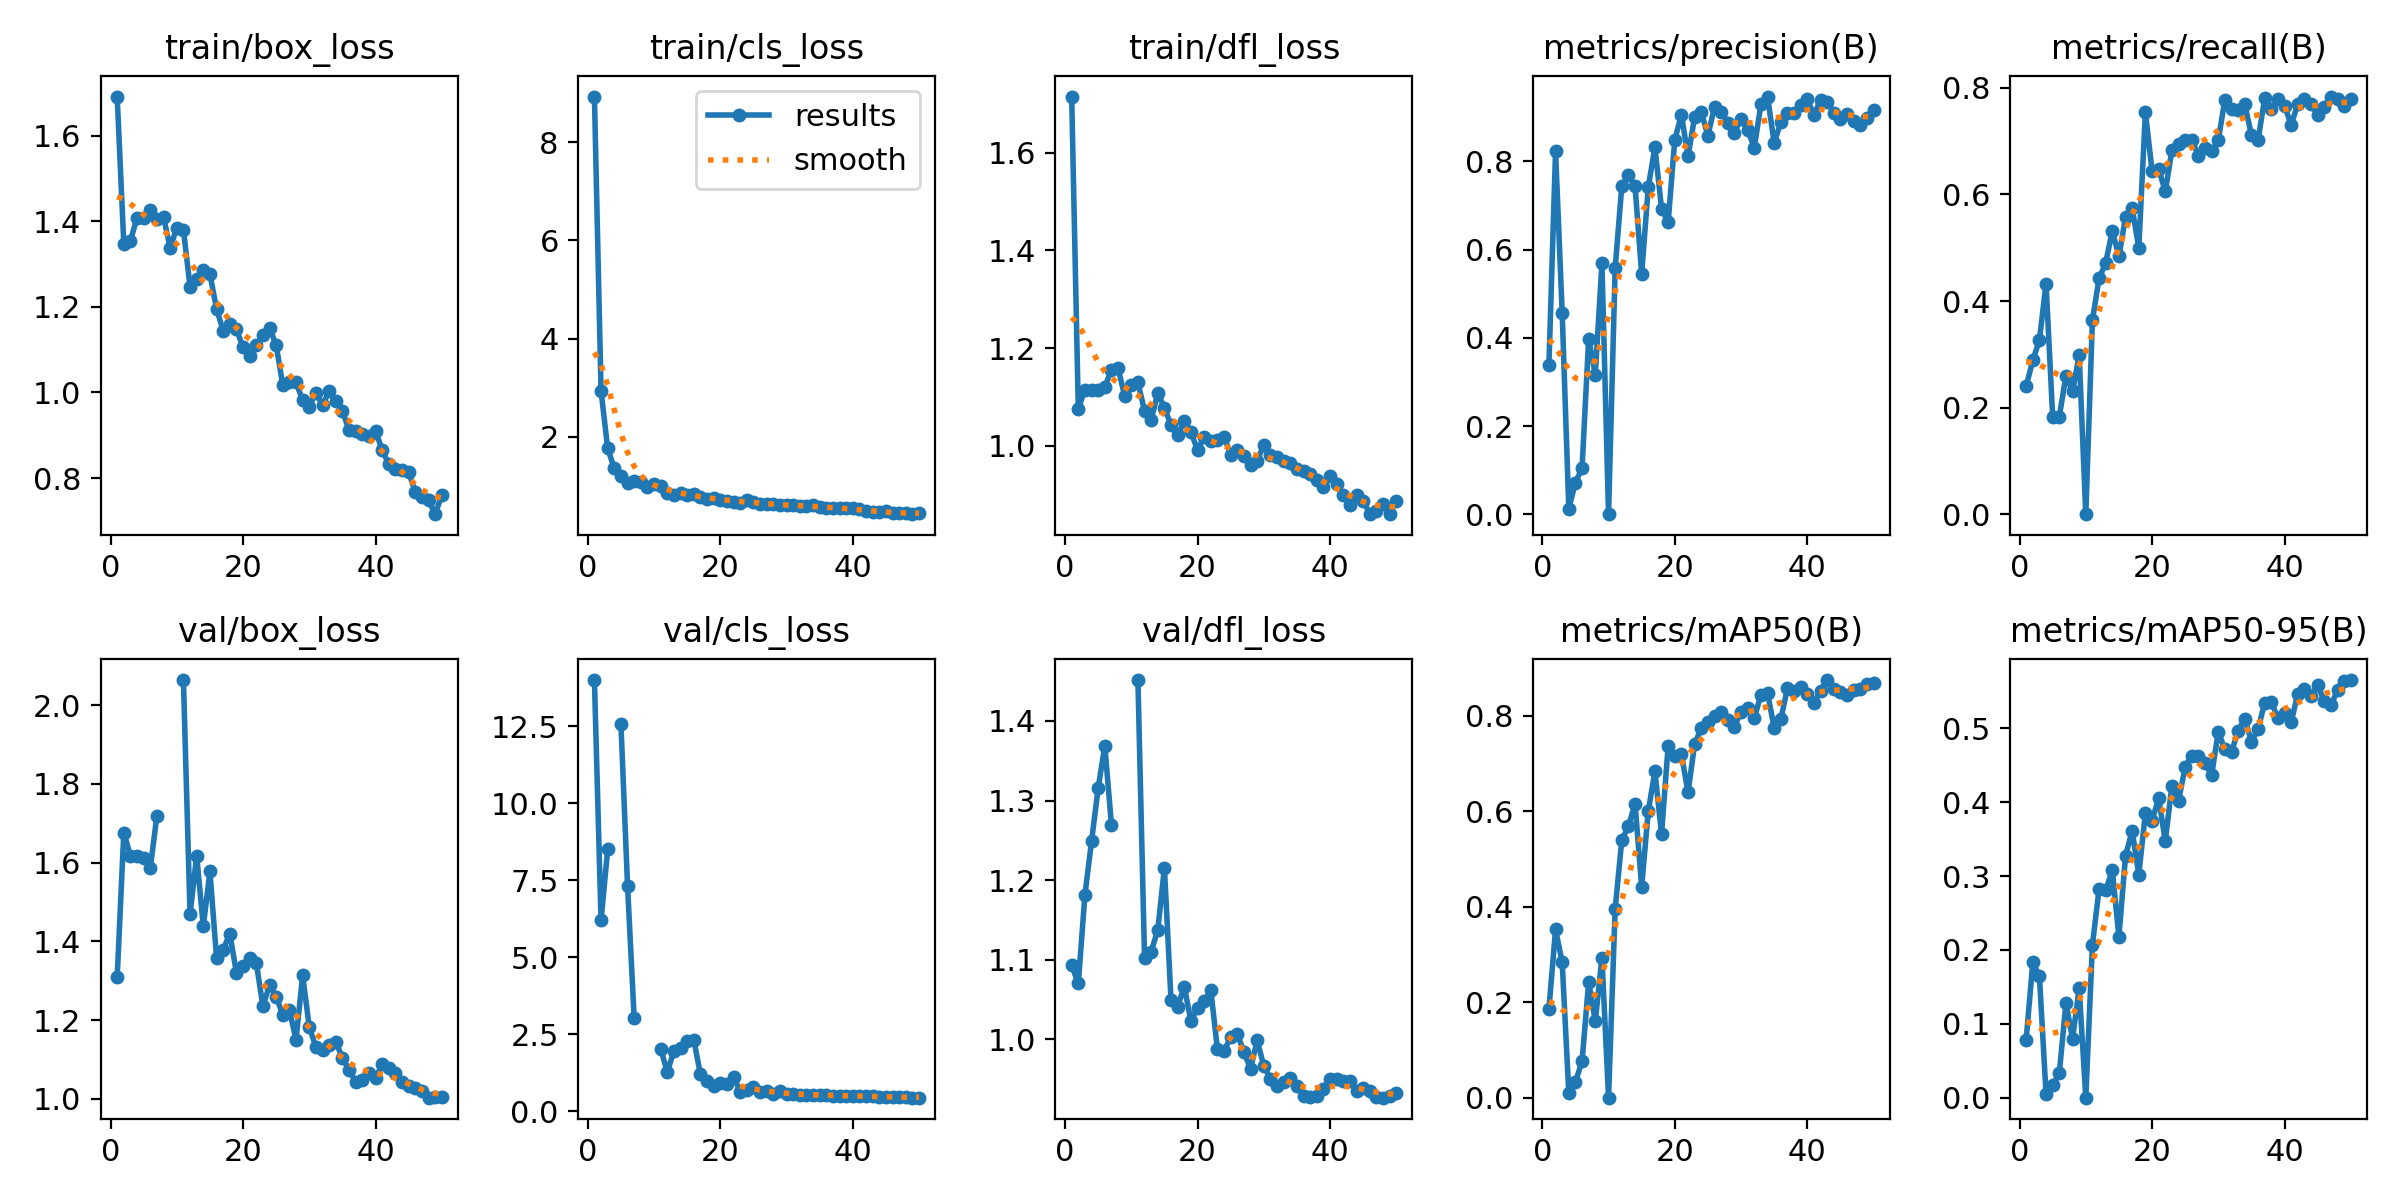 train/box_loss
1.6
1.4
1.2
1.0
0.8
0 20 40
train/cls_loss
results
smooth
8
6
4
2
0 20 40
train/dfl_loss
1.6
1.4
1.2
1.0
0 20 40
metrics/precision(B)
0.8
0.6
0.4
0.2
0.0
0 20 40
metrics/recall(B)
0.8
0.6
0.4
0.2
0.0
0 20 40
val/box_loss
2.0
1.8
1.6
1.4
1.2
1.0
0 20 40
val/cls_loss
12.5
10.0
7.5
5.0
2.5
0.0
0 20 40
val/dfl_loss
1.4
1.3
1.2
1.1
1.0
0 20 40
metrics/mAP50(B)
0.8
0.6
0.4
0.2
0.0
0 20 40
metrics/mAP50-95(B)
0.5
0.4
0.3
0.2
0.1
0.0
0 20 40